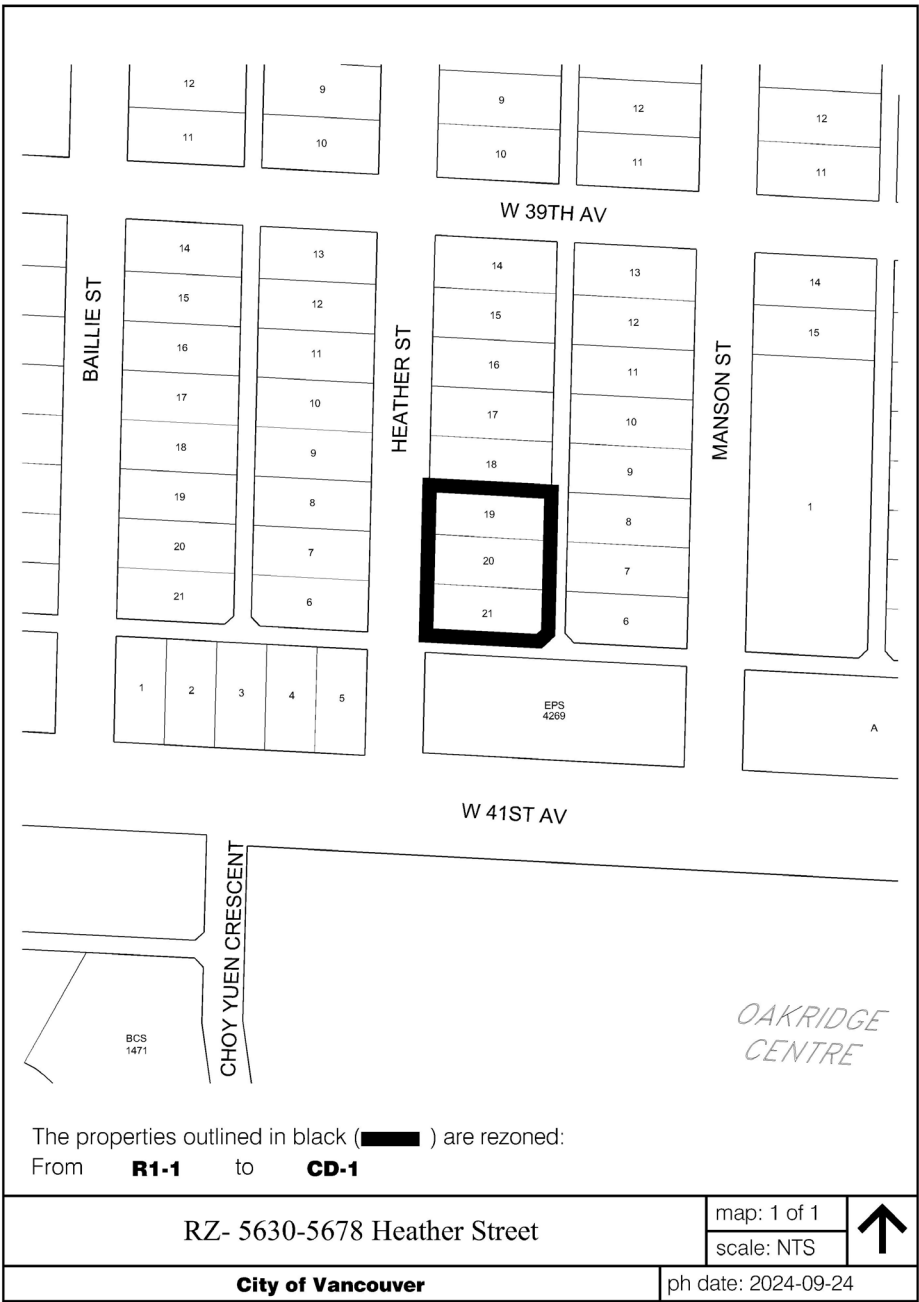 12
9
9
12
12
11
10
10
11
11
W 39TH AV
BAILLIE ST
HEATHER ST
MANSON ST
14
15
16
17
18
19
20
21
13
12
11
10
9
8
7
6
14
15
16
17
18
19
20
21
13
12
11
10
9
8
7
6
14
15
1
1
2
3
4
5
EPS
4269
A
W 41ST AV
CHOY YUEN CRESCENT
BCS
1471
OAKRIDGE
CENTRE
The properties outlined in black ( ) are rezoned:
From R1-1 to CD-1
RZ- 5630-5678 Heather Street
map: 1 of 1
scale: NTS
City of Vancouver
ph date: 2024-09-24